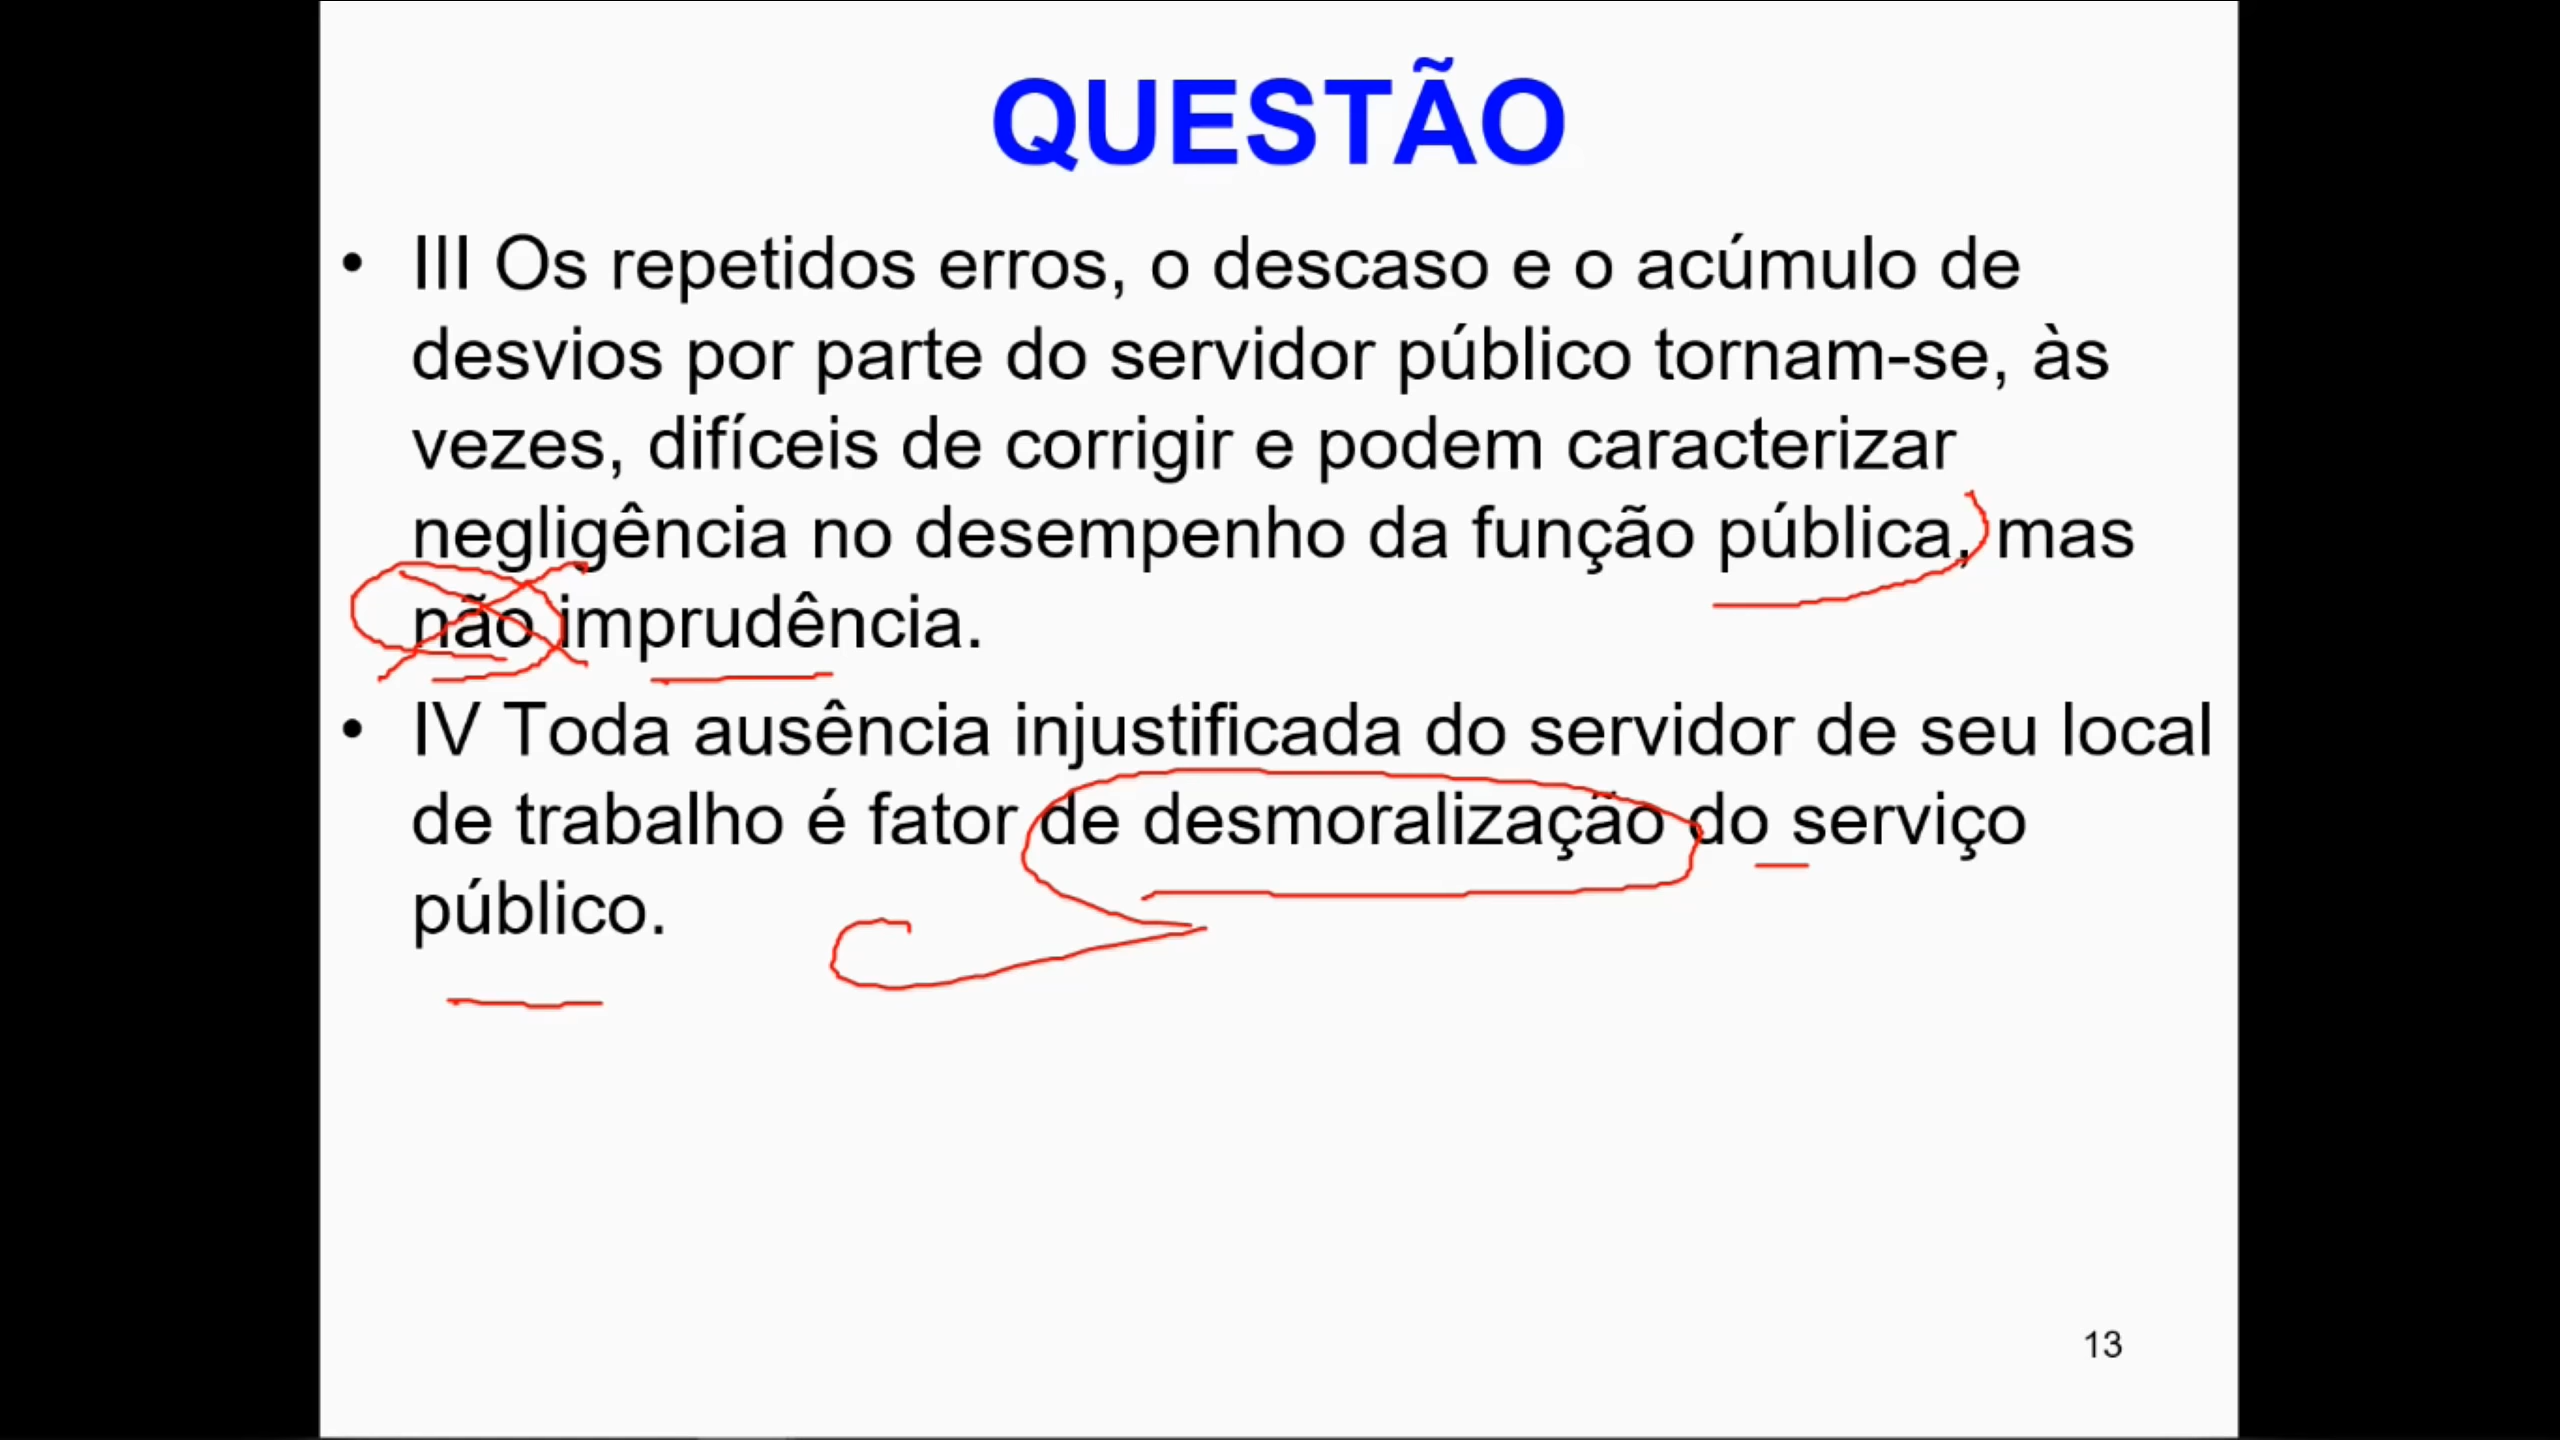 QUESTÃO
• III Os repetidos erros, o descaso e o acúmulo de
desvios por parte do servidor público tornam-se, às
vezes, difíceis de corrigir e podem caracterizar
negligência no desempenho da função pública, mas
não imprudência.
• IV Toda ausência injustificada do servidor de seu local
de trabalho é fator de desmoralização do serviço
público.
13